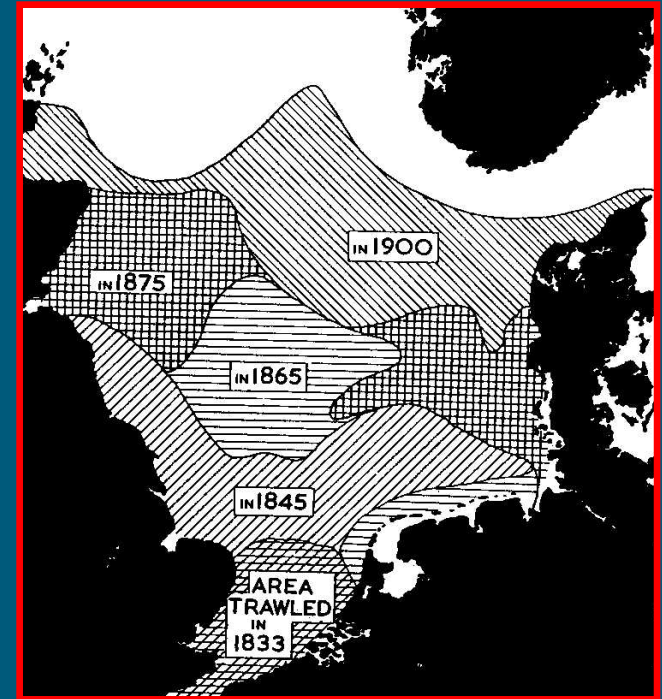 IN 1900
IN 1875
IN 1865
IN 1845
AREA
TRAWLED
IN
1833